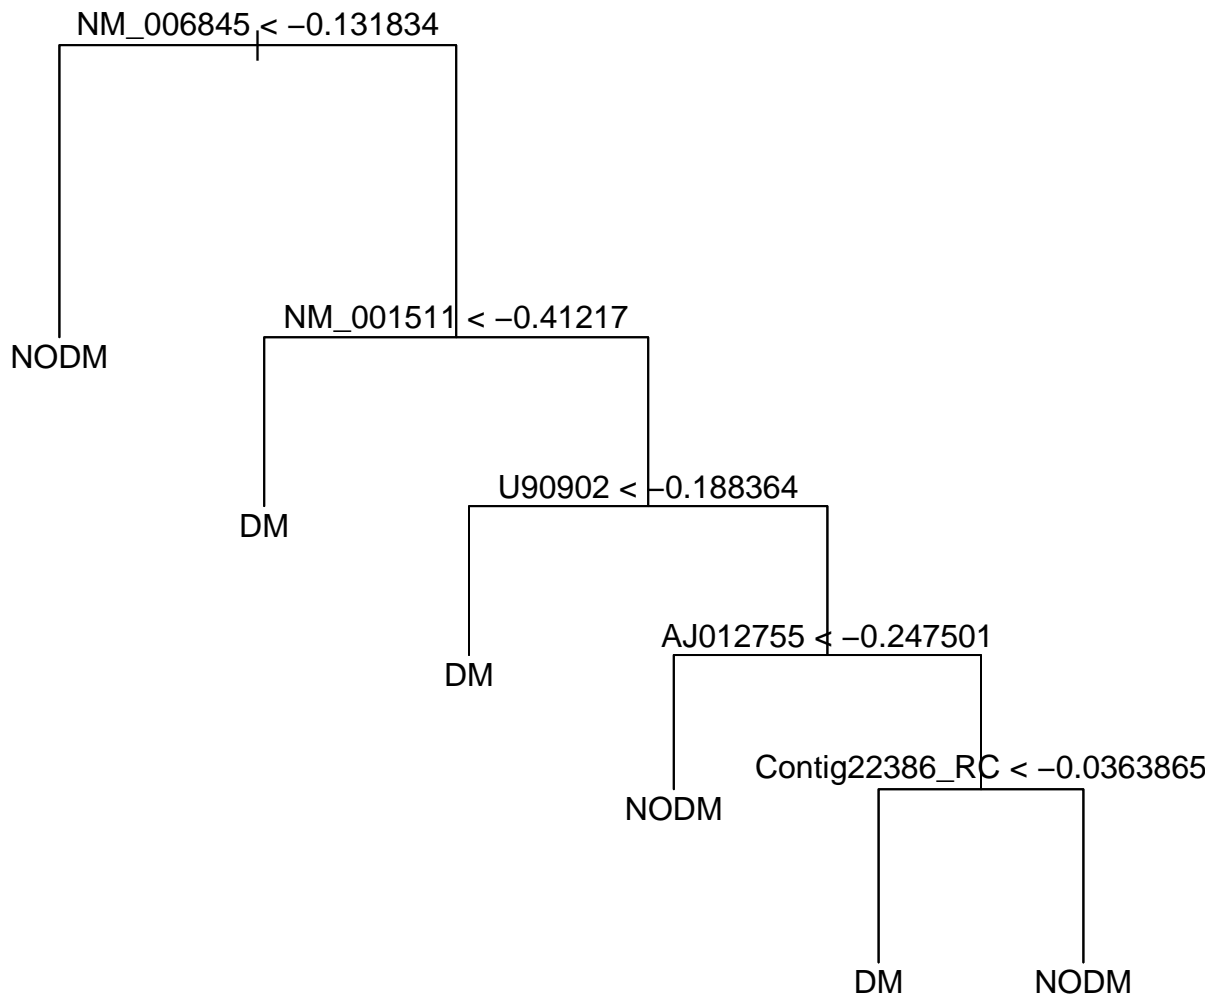 NM_006845 < −0.131834
NM_001511 < −0.41217
NODM
U90902 < −0.188364
DM
AJ012755 < −0.247501
DM
Contig22386_RC < −0.0363865
NODM
DM
NODM